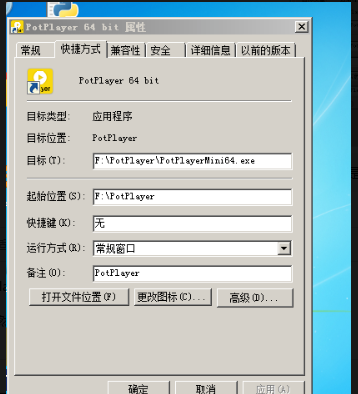 PotPlayer 64 bit 属性
常规 快捷方式 兼容性 安全 详细信息 以前的版本
PotPlayer 64 bit
目标类型: 应用程序
目标位置: PotPlayer
目标(T): F:\PotPlayer\PotPlayerMini64.exe
起始位置(S): F:\PotPlayer
快捷键(K): 无
运行方式(R): 常规窗口
备注(O): PotPlayer
打开文件位置(F) 更改图标(C)... 高级(D)...
确定 取消 应用(A)